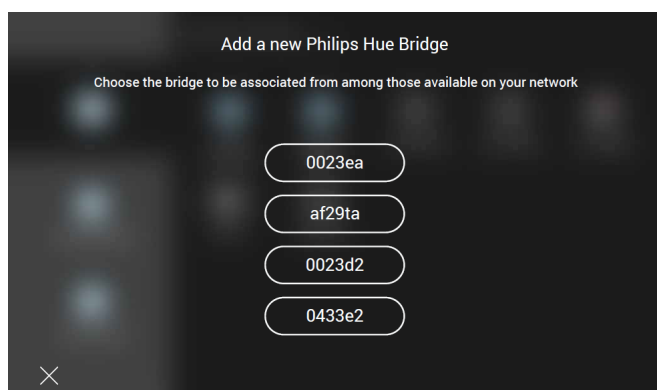 Add a new Philips Hue Bridge
Choose the bridge to be associated from among those available on your network
0023ea
af29ta
0023d2
0433e2